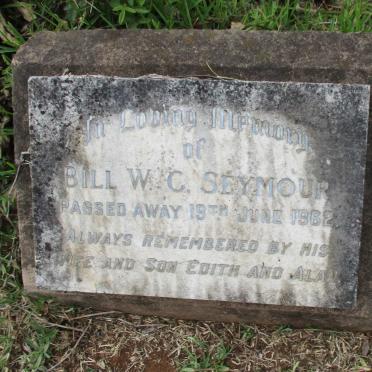 In Loving Memory
of
BILL W. C. SEYMOUR
PASSED AWAY 19TH JUNE 1962
ALWAYS REMEMBERED BY HIS
WIFE AND SON EDITH AND ALAN